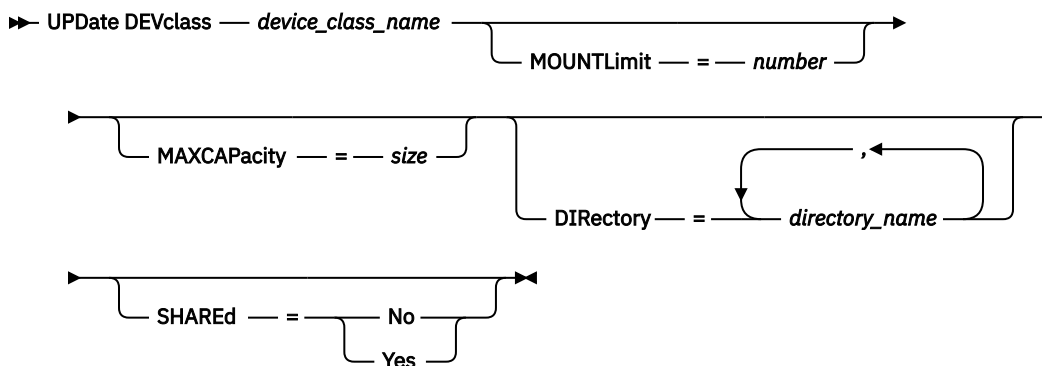 UPDate DEVclass device_class_name
MOUNTLimit = number
MAXCAPacity = size
,
DIRectory = directory_name
SHAREd = No
Yes